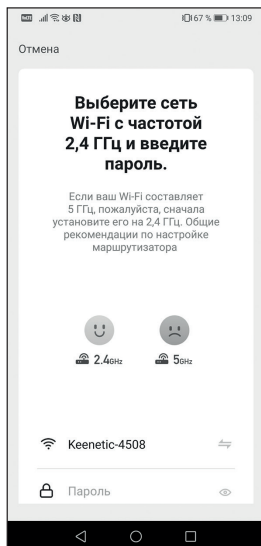 67 % 13:09
Отмена
Выберите сеть
Wi-Fi с частотой
2,4 ГГц и введите
пароль.
Если ваш Wi-Fi составляет
5 ГГц, пожалуйста, сначала
установите его на 2,4 ГГц. Общие
рекомендации по настройке
маршрутизатора
2.4GHz 5GHz
Keenetic-4508
Пароль